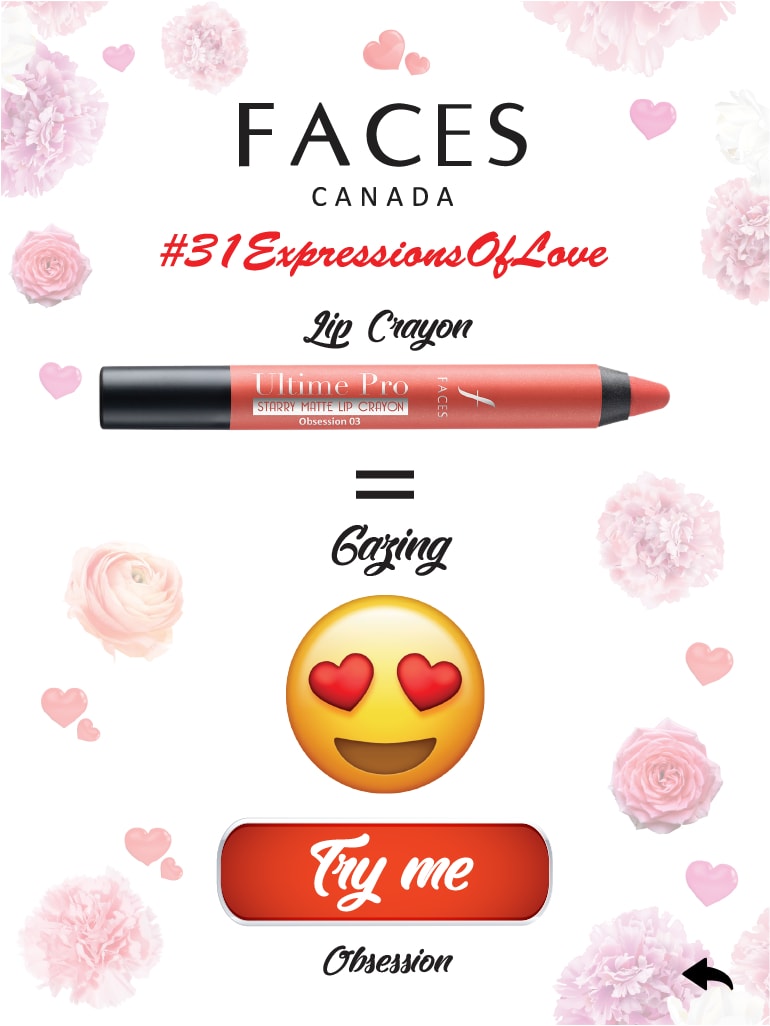 FACES
CANADA
#31ExpressionsOfLove
Lip Crayon
Ultime Pro
STARRY MATTE LIP CRAYON
Obsession 03
FACES
f
=
Gazing
Try me
Obsession